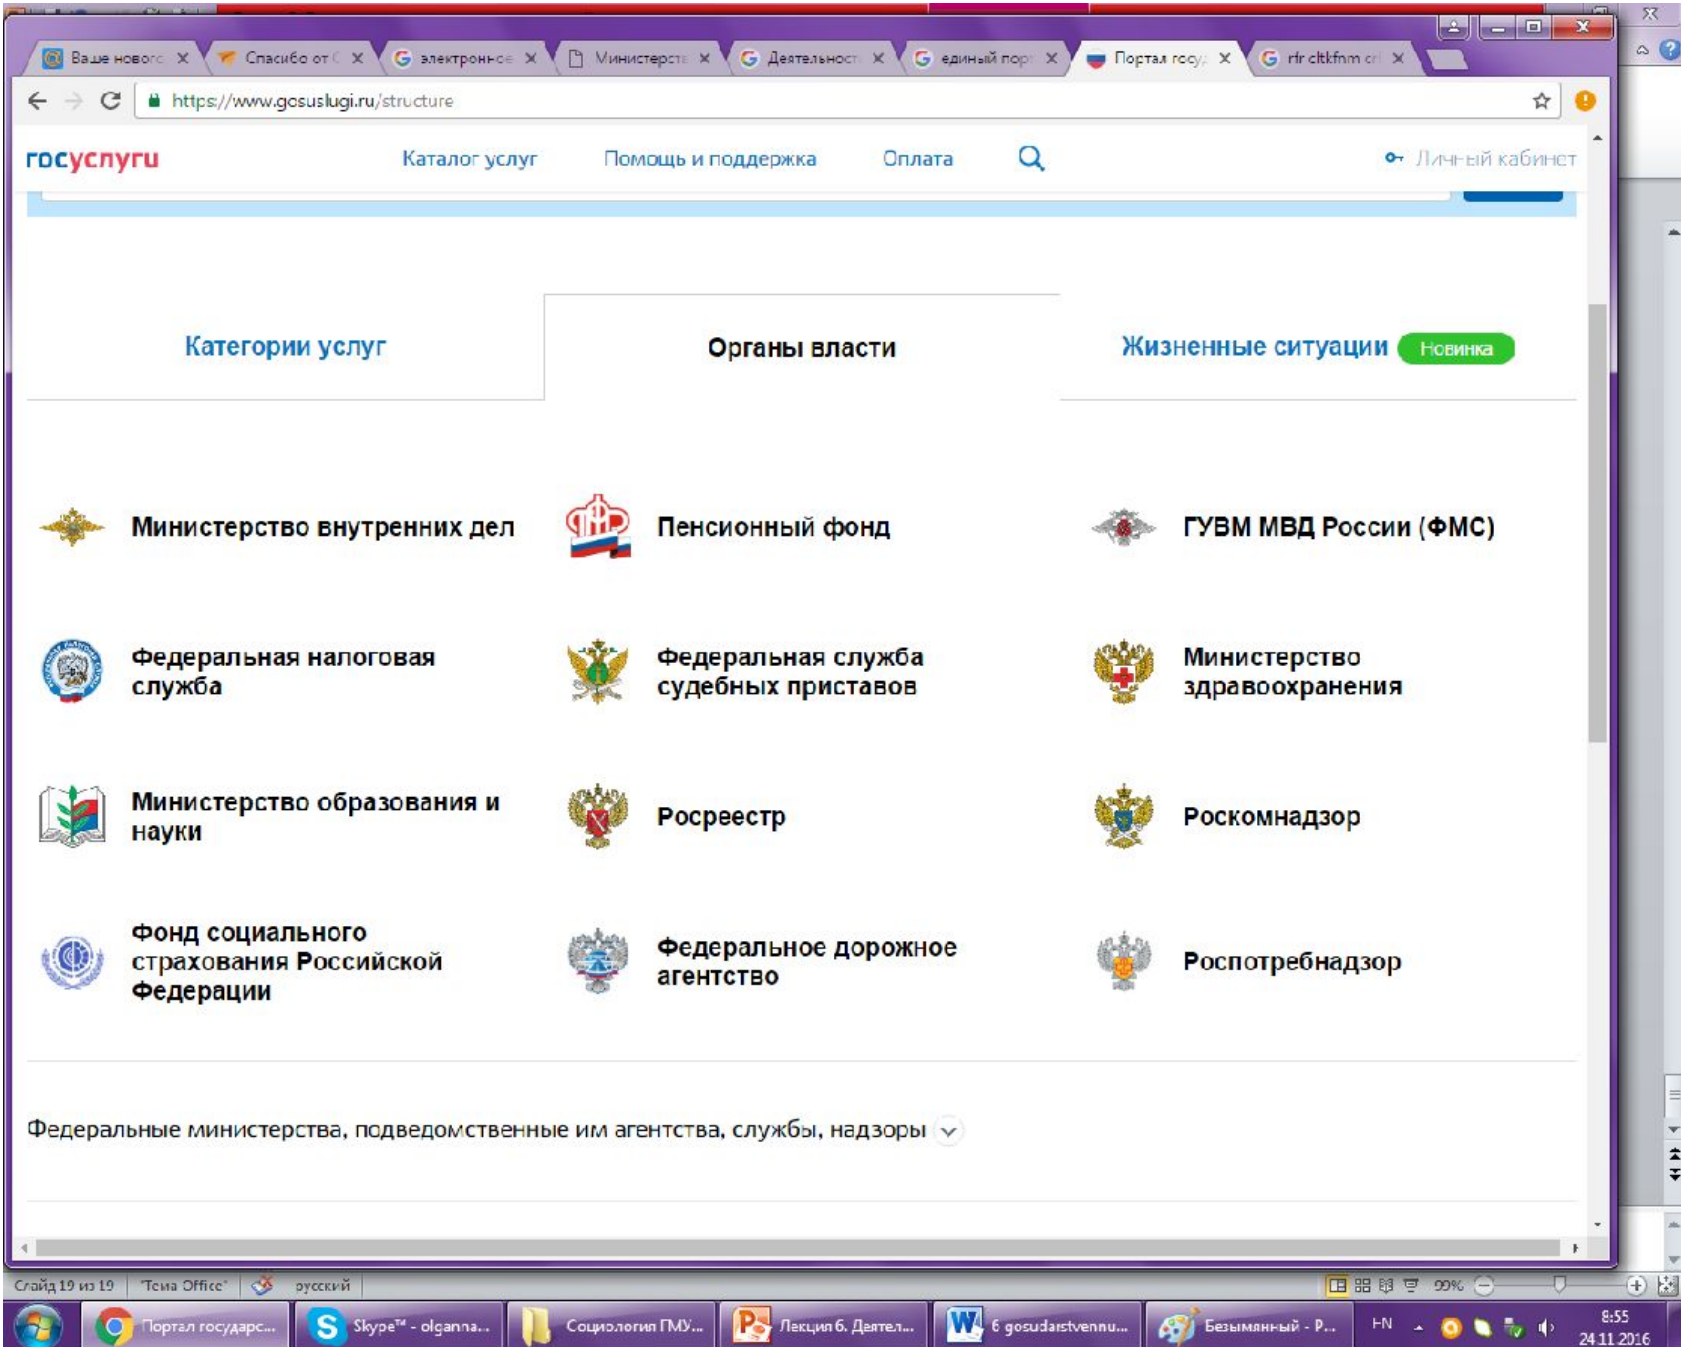 Ваше новог
Спасибо от С
электронное
Министерств
Деятельност
единый порт
Портал госу
rfr cltkfnm cri
https://www.gosuslugi.ru/structure
госуслуги
Каталог услуг
Помощь и поддержка
Оплата
Личный кабинет
Категории услуг
Органы власти
Жизненные ситуации
Новинка
Министерство внутренних дел
Пенсионный фонд
ГУВМ МВД России (ФМС)
Федеральная налоговая
служба
Федеральная служба
судебных приставов
Министерство
здравоохранения
Министерство образования и
науки
Росреестр
Роскомнадзор
Фонд социального
страхования Российской
Федерации
Федеральное дорожное
агентство
Роспотребнадзор
Федеральные министерства, подведомственные им агентства, службы, надзоры
Слайд 19 из 19
"Тема Office"
русский
99%
Портал государс...
Skype™ - olganna...
Социология ГМУ...
Лекция 6. Деятел...
6 gosudarstvennu...
Безымянный - P...
EN
8:55
24.11.2016